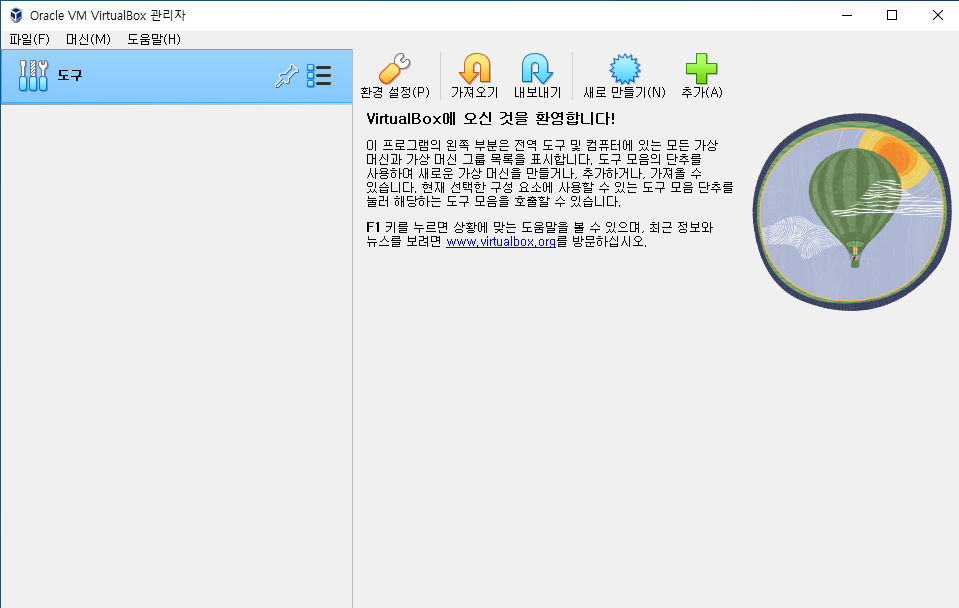 Oracle VM VirtualBox 관리자
파일(F) 머신(M) 도움말(H)
도구
환경 설정(P) 가져오기 내보내기 새로 만들기(N) 추가(A)
VirtualBox에 오신 것을 환영합니다!
이 프로그램의 왼쪽 부분은 전역 도구 및 컴퓨터에 있는 모든 가상
머신과 가상 머신 그룹 목록을 표시합니다. 도구 모음의 단추를
사용하여 새로운 가상 머신을 만들거나, 추가하거나, 가져올 수
있습니다. 현재 선택한 구성 요소에 사용할 수 있는 도구 모음 단추를
눌러 해당하는 도구 모음을 호출할 수 있습니다.
F1 키를 누르면 상황에 맞는 도움말을 볼 수 있으며, 최근 정보와
뉴스를 보려면 www.virtualbox.org를 방문하십시오.